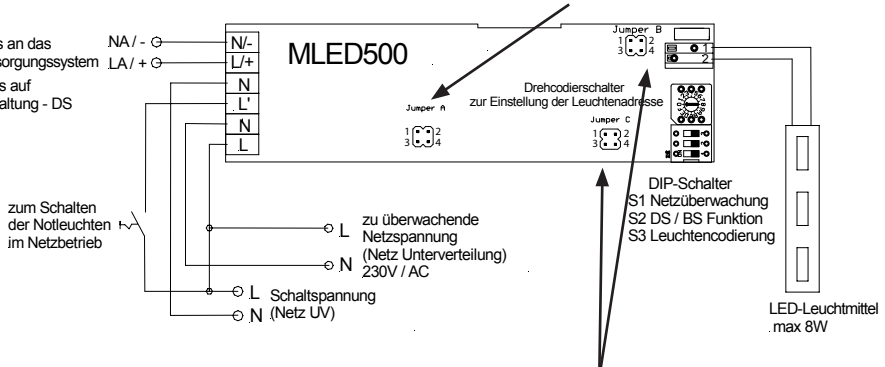 s an das
sorgungssystem
s auf
altung - DS
NA / -
LA / +
N/-
L/+
N
L'
N
L
MLED500
Jumper A
1 2
3 4
Jumper B
1 2
3 4
Drehcodierschalter
zur Einstellung der Leuchtenadresse
Jumper C
1 2
3 4
1
2
DIP-Schalter
S1 Netzüberwachung
S2 DS / BS Funktion
S3 Leuchtencodierung
zum Schalten
der Notleuchten
im Netzbetrieb
L
N
zu überwachende
Netzspannung
(Netz Unterverteilung)
230V / AC
L
N
Schaltspannung
(Netz UV)
LED-Leuchtmittel
max 8W